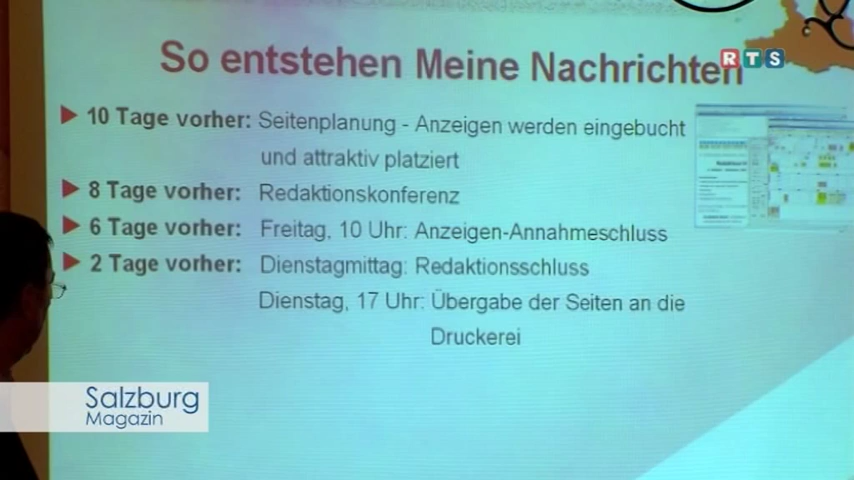 So entstehen Meine Nachrichten
RTS
10 Tage vorher: Seitenplanung - Anzeigen werden eingebucht
und attraktiv platziert
8 Tage vorher: Redaktionskonferenz
6 Tage vorher: Freitag, 10 Uhr: Anzeigen-Annahmeschluss
2 Tage vorher: Dienstagmittag: Redaktionsschluss
Dienstag, 17 Uhr: Übergabe der Seiten an die
Druckerei
Salzburg
Magazin